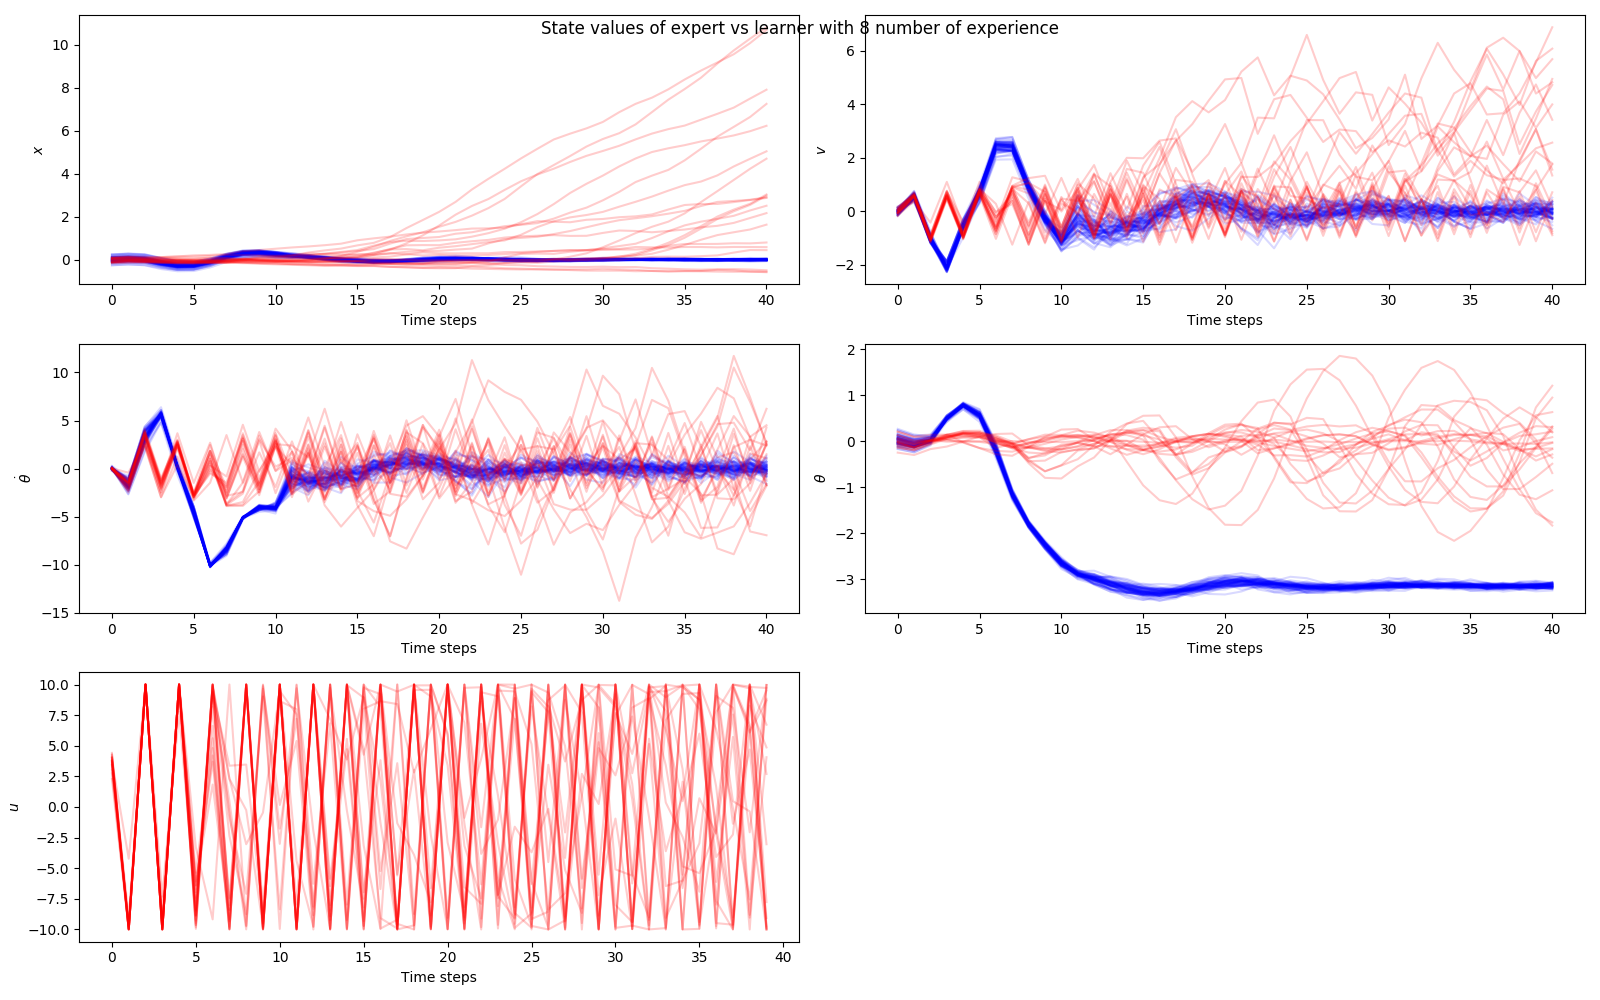 State values of expert vs learner with 8 number of experience
10
8
6
4
2
0
x
0 5 10 15 20 25 30 35 40
Time steps
6
4
2
0
−2
v
0 5 10 15 20 25 30 35 40
Time steps
10
5
0
−5
−10
−15
θ̇
0 5 10 15 20 25 30 35 40
Time steps
2
1
0
−1
−2
−3
θ
0 5 10 15 20 25 30 35 40
Time steps
10.0
7.5
5.0
2.5
0.0
−2.5
−5.0
−7.5
−10.0
u
0 5 10 15 20 25 30 35 40
Time steps